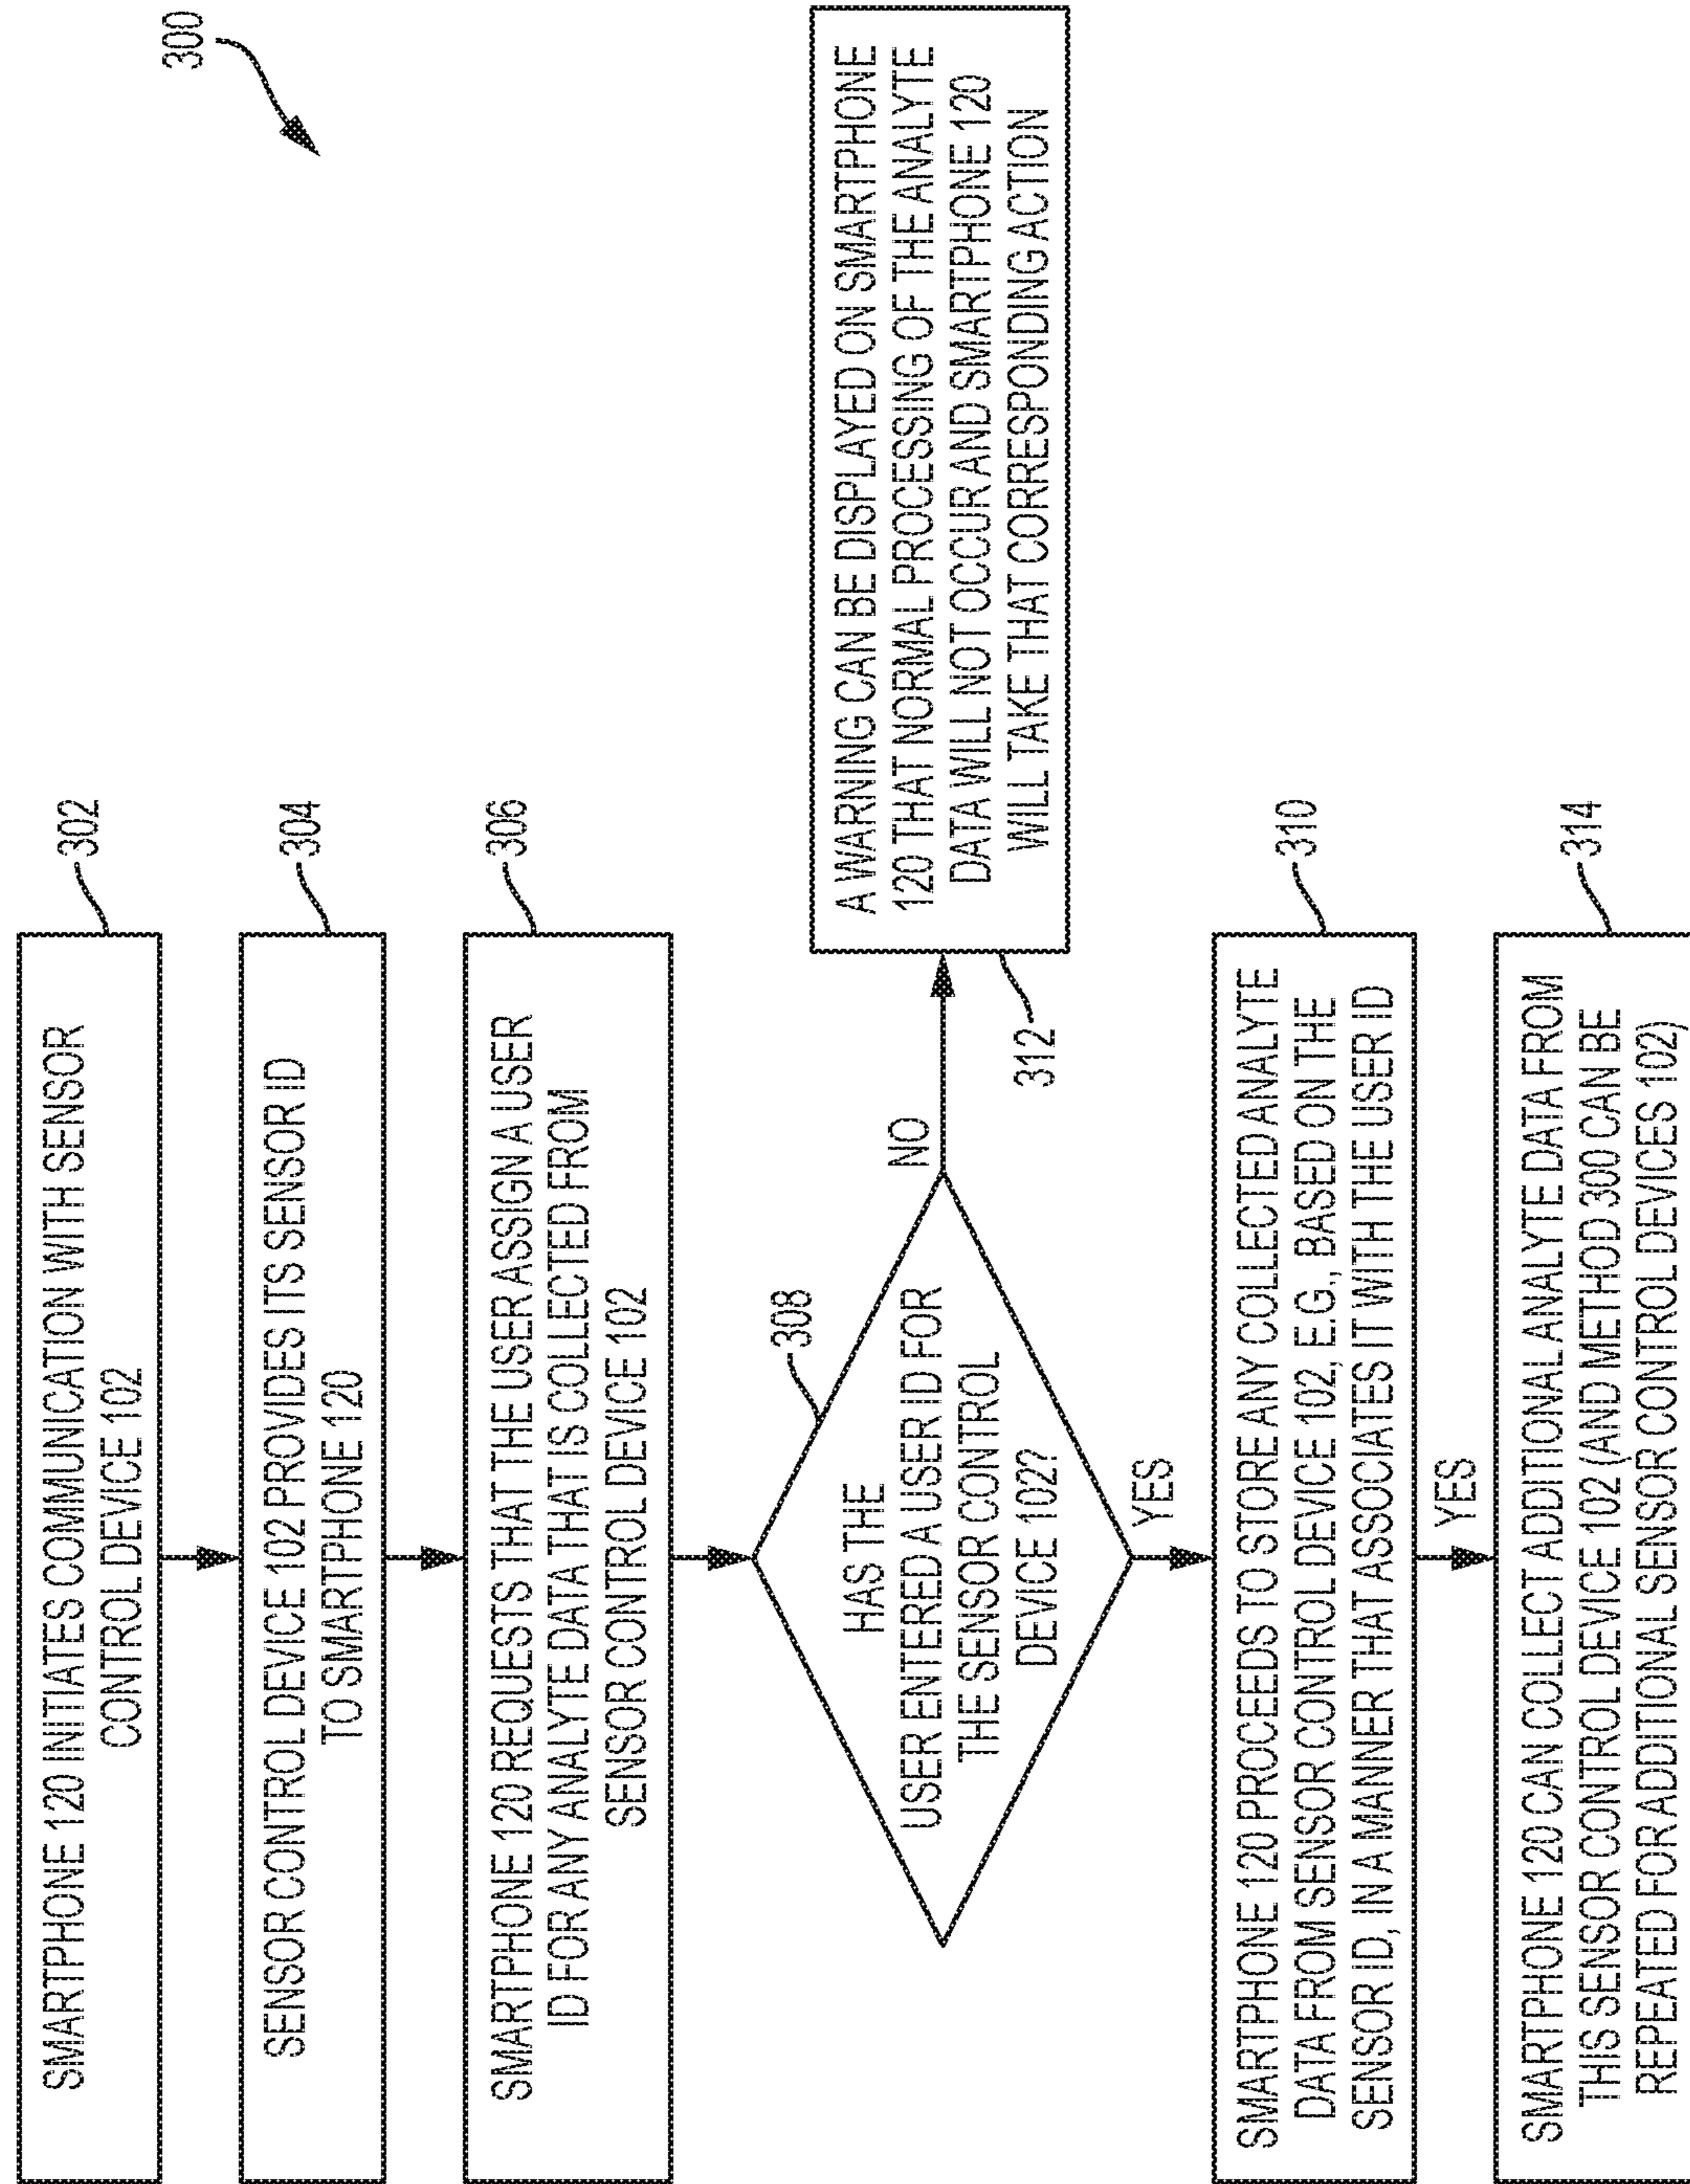 300
SMARTPHONE 120 INITIATES COMMUNICATION WITH SENSOR
CONTROL DEVICE 102
302
SENSOR CONTROL DEVICE 102 PROVIDES ITS SENSOR ID
TO SMARTPHONE 120
304
SMARTPHONE 120 REQUESTS THAT THE USER ASSIGN A USER
ID FOR ANY ANALYTE DATA THAT IS COLLECTED FROM
SENSOR CONTROL DEVICE 102
306
308
HAS THE
USER ENTERED A USER ID FOR
THE SENSOR CONTROL
DEVICE 102?
NO
312
A WARNING CAN BE DISPLAYED ON SMARTPHONE
120 THAT NORMAL PROCESSING OF THE ANALYTE
DATA WILL NOT OCCUR AND SMARTPHONE 120
WILL TAKE THAT CORRESPONDING ACTION
YES
SMARTPHONE 120 PROCEEDS TO STORE ANY COLLECTED ANALYTE
DATA FROM SENSOR CONTROL DEVICE 102, E.G., BASED ON THE
SENSOR ID, IN A MANNER THAT ASSOCIATES IT WITH THE USER ID
310
YES
SMARTPHONE 120 CAN COLLECT ADDITIONAL ANALYTE DATA FROM
THIS SENSOR CONTROL DEVICE 102 (AND METHOD 300 CAN BE
REPEATED FOR ADDITIONAL SENSOR CONTROL DEVICES 102)
314